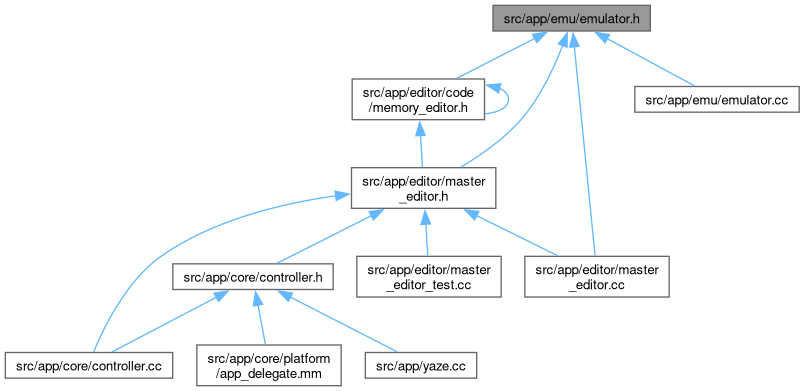 src/app/emu/emulator.h
src/app/editor/code
/memory_editor.h
src/app/emu/emulator.cc
src/app/editor/master
_editor.h
src/app/core/controller.h
src/app/editor/master
_editor_test.cc
src/app/editor/master
_editor.cc
src/app/core/controller.cc
src/app/core/platform
/app_delegate.mm
src/app/yaze.cc